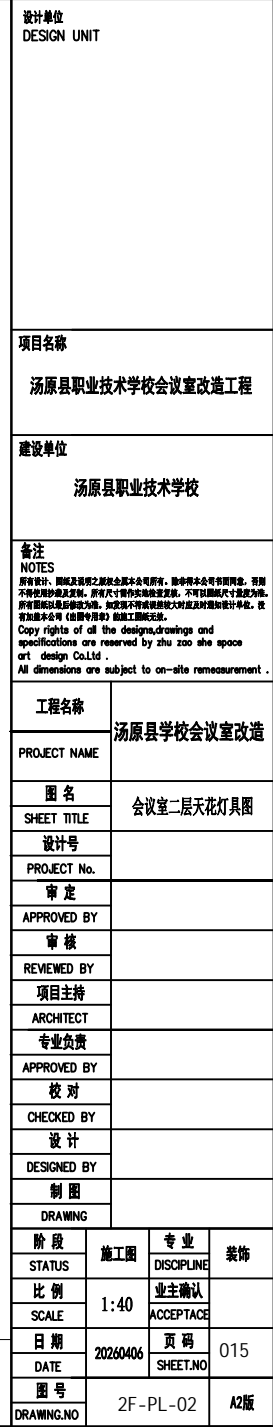 设计单位
DESIGN UNIT
项目名称
汤原县职业技术学校会议室改造工程
建设单位
汤原县职业技术学校
备注
NOTES
所有设计、图纸及说明之版权全属本公司所有。除非得本公司书面同意，否则
不得使用抄袭及复制。所有尺寸需作实地检查复核，不可以图纸尺寸量度为准。
所有图纸以最后修改为准。如发现不符或误差较大时应及时通知设计单位。没
有加盖本公司《出图专用章》的施工图纸无效。
Copy rights of all the designs,drawings and
specifications are reserved by zhu zao she space
art design Co.Ltd .
All dimensions are subject to on-site remeasurement .
工程名称
PROJECT NAME
汤原县学校会议室改造
图 名
SHEET TITLE
会议室二层天花灯具图
设计号
PROJECT No.
审 定
APPROVED BY
审 核
REVIEWED BY
项目主持
ARCHITECT
专业负责
APPROVED BY
校 对
CHECKED BY
设 计
DESIGNED BY
制 图
DRAWING
阶 段
STATUS
施工图
专 业
DISCIPLINE
装饰
比 例
SCALE
1:40
业主确认
ACCEPTACE
日 期
DATE
20260406
页 码
SHEET.NO
015
图 号
DRAWING.NO
2F-PL-02
A2版